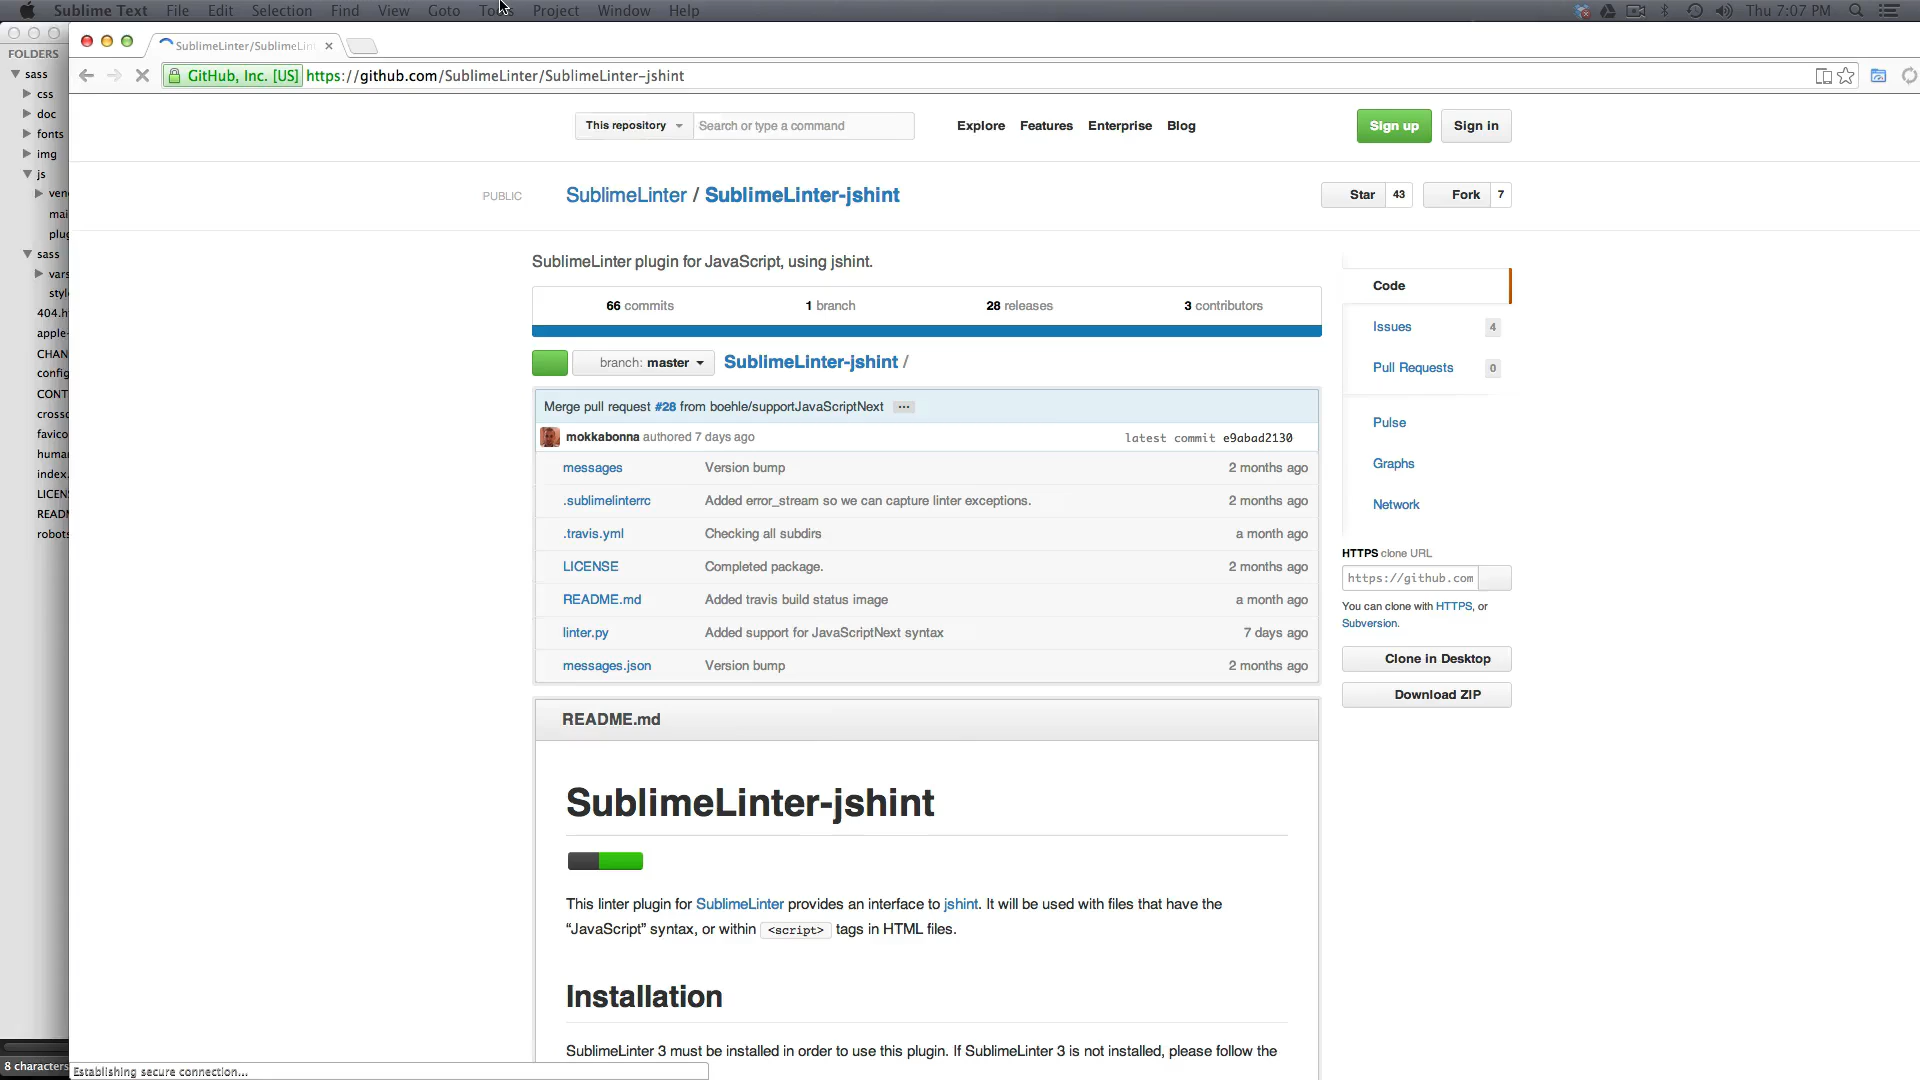 Sublime Text File Edit Selection Find View Goto Project Window Help Thu 7:07 PM
SublimeLinter/SublimeLin
GitHub, Inc. [US] https://github.com/SublimeLinter/SublimeLinter-jshint
FOLDERS
sass
css
doc
fonts
img
js
sass
404.h
robots
8 characters
This repository Search or type a command Explore Features Enterprise Blog Sign up Sign in
PUBLIC SublimeLinter / SublimeLinter-jshint Star 43 Fork 7
SublimeLinter plugin for JavaScript, using jshint.
66 commits 1 branch 28 releases 3 contributors
branch: master SublimeLinter-jshint /
Merge pull request #28 from boehle/supportJavaScriptNext ...
mokkabonna authored 7 days ago latest commit e9abad2130
messages Version bump 2 months ago
.sublimelinterrc Added error_stream so we can capture linter exceptions. 2 months ago
.travis.yml Checking all subdirs a month ago
LICENSE Completed package. 2 months ago
README.md Added travis build status image a month ago
linter.py Added support for JavaScriptNext syntax 7 days ago
messages.json Version bump 2 months ago
Code
Issues 4
Pull Requests 0
Pulse
Graphs
Network
HTTPS clone URL
https://github.com
You can clone with HTTPS, or
Subversion.
Clone in Desktop
Download ZIP
README.md
SublimeLinter-jshint
This linter plugin for SublimeLinter provides an interface to jshint. It will be used with files that have the
“JavaScript” syntax, or within <script> tags in HTML files.
Installation
SublimeLinter 3 must be installed in order to use this plugin. If SublimeLinter 3 is not installed, please follow the
Establishing secure connection...